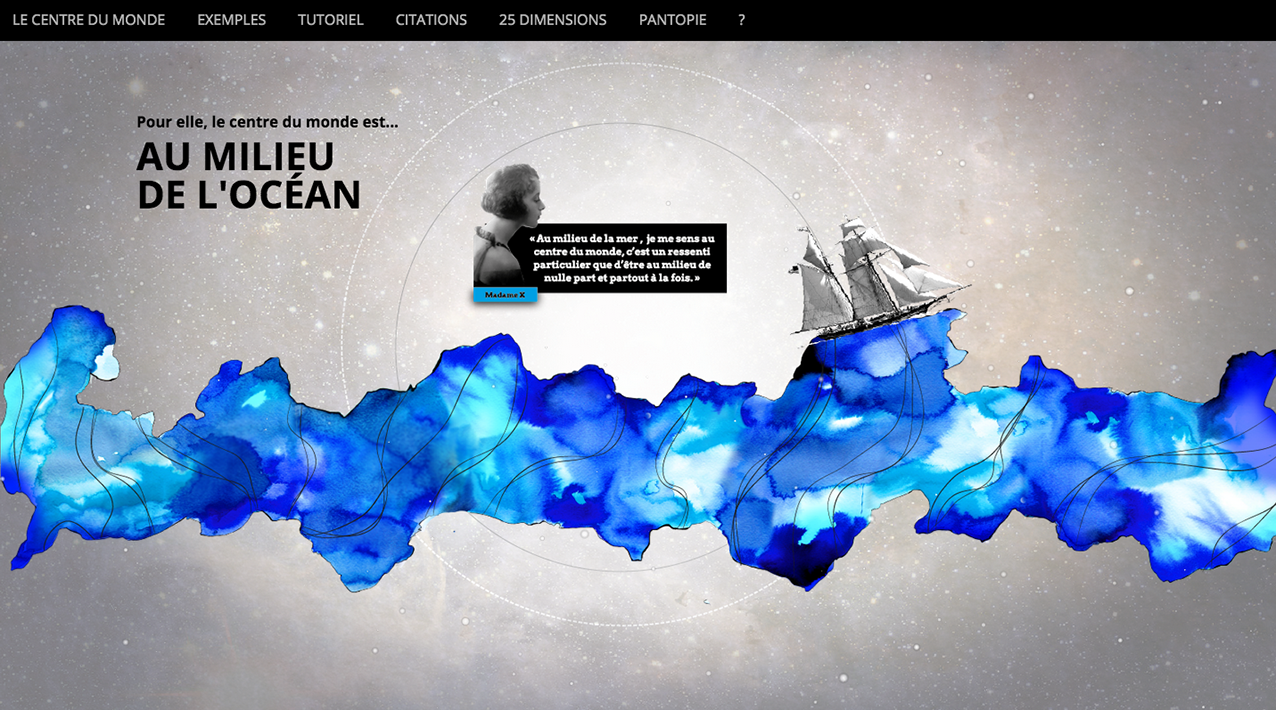 LE CENTRE DU MONDE EXEMPLES TUTORIEL CITATIONS 25 DIMENSIONS PANTOPIE ?
Pour elle, le centre du monde est...
AU MILIEU
DE L'OCÉAN
« Au milieu de la mer , je me sens au
centre du monde, c'est un ressenti
particulier que d'être au milieu de
nulle part et partout à la fois. »
Madame X